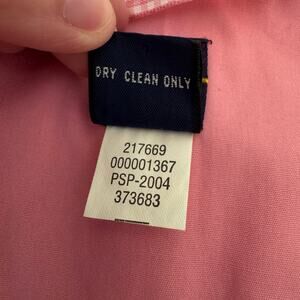 DRY CLEAN ONLY
217669
000001367
PSP-2004
373683